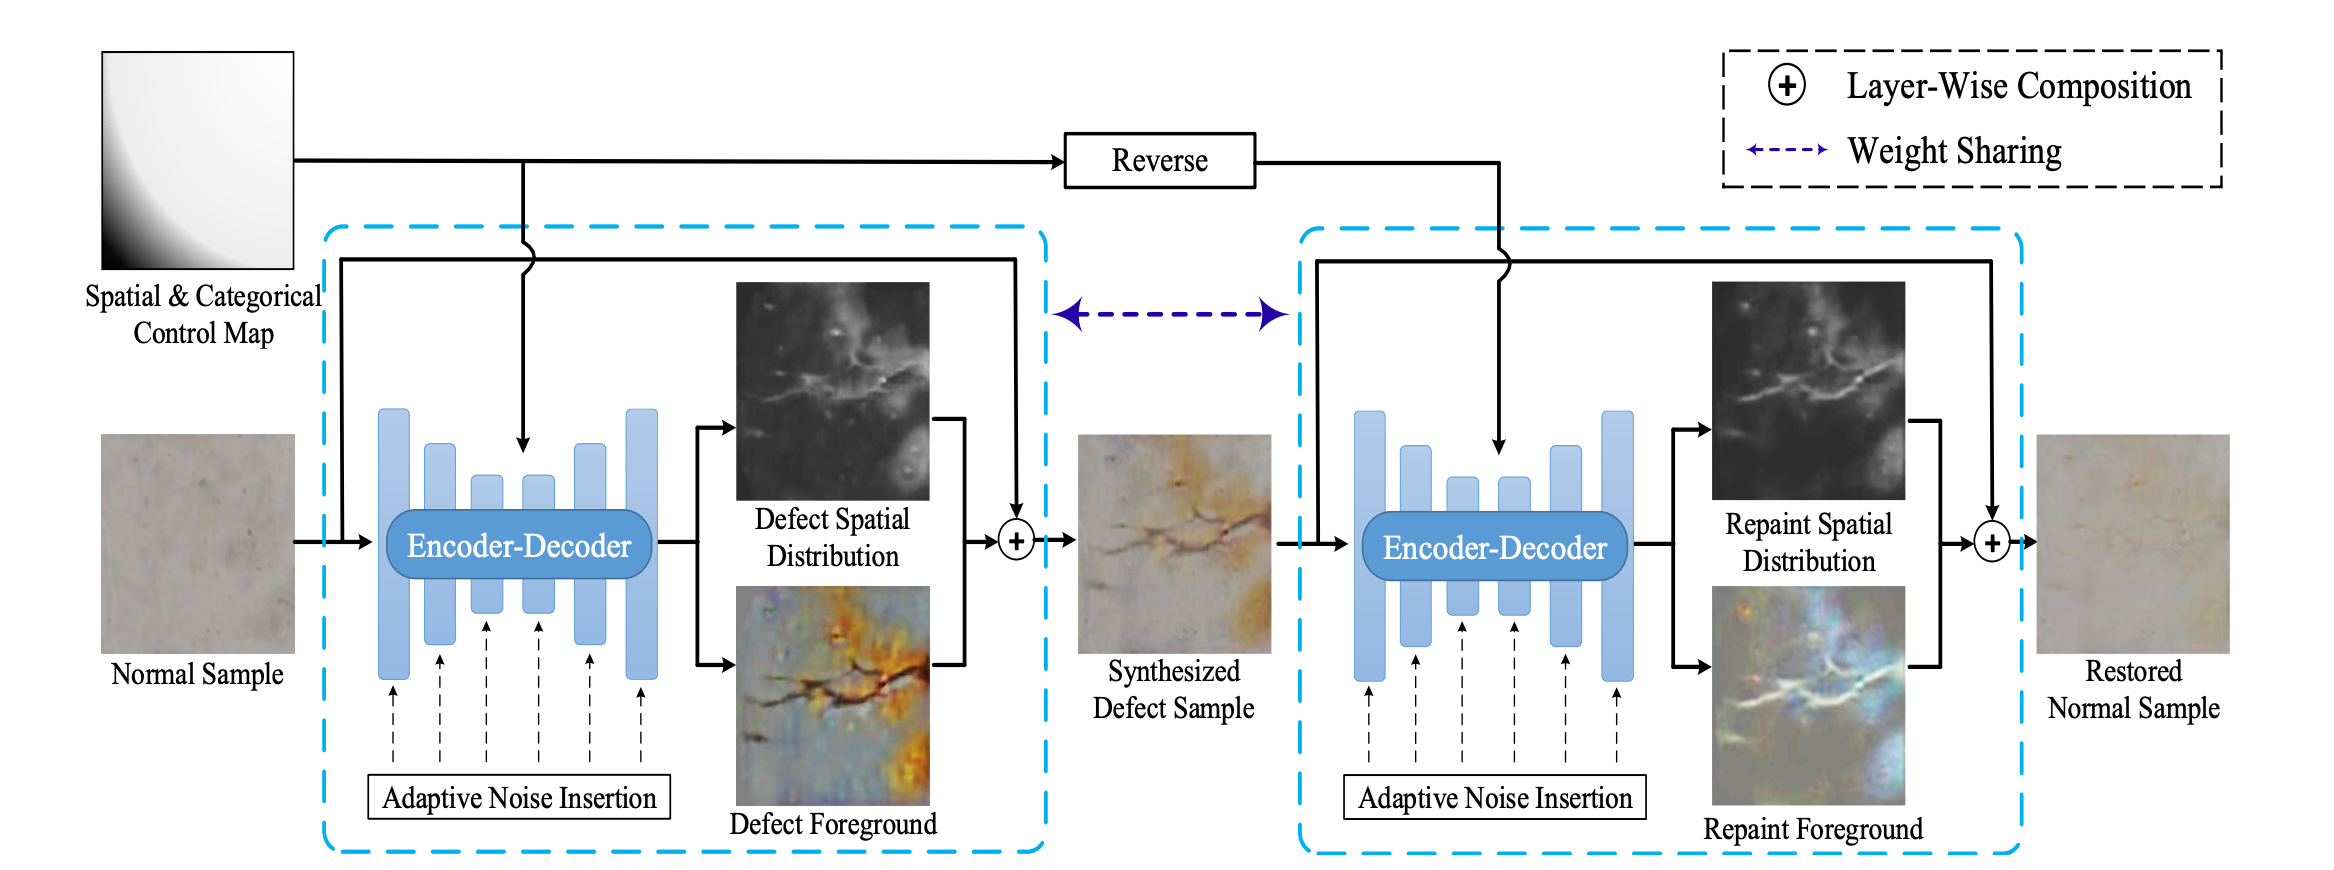 Layer-Wise Composition
Weight Sharing
Reverse
Spatial & Categorical
Control Map
Normal Sample
Encoder-Decoder
Adaptive Noise Insertion
Defect Spatial
Distribution
Defect Foreground
Synthesized
Defect Sample
Encoder-Decoder
Adaptive Noise Insertion
Repaint Spatial
Distribution
Repaint Foreground
Restored
Normal Sample